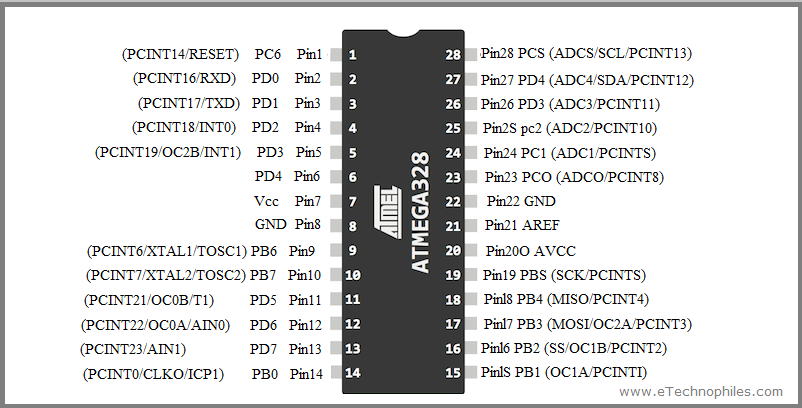 (PCINT14/RESET) PC6 Pin1 1 28 Pin28 PCS (ADCS/SCL/PCINT13)
(PCINT16/RXD) PD0 Pin2 2 27 Pin27 PD4 (ADC4/SDA/PCINT12)
(PCINT17/TXD) PD1 Pin3 3 26 Pin26 PD3 (ADC3/PCINT11)
(PCINT18/INT0) PD2 Pin4 4 25 Pin2S pc2 (ADC2/PCINT10)
(PCINT19/OC2B/INT1) PD3 Pin5 5 24 Pin24 PC1 (ADC1/PCINTS)
PD4 Pin6 6 23 Pin23 PCO (ADCO/PCINT8)
Vcc Pin7 7 22 Pin22 GND
GND Pin8 8 21 Pin21 AREF
(PCINT6/XTAL1/TOSC1) PB6 Pin9 9 20 Pin20O AVCC
(PCINT7/XTAL2/TOSC2) PB7 Pin10 10 19 Pin19 PBS (SCK/PCINTS)
(PCINT21/OC0B/T1) PD5 Pin11 11 18 Pinl8 PB4 (MISO/PCINT4)
(PCINT22/OC0A/AIN0) PD6 Pin12 12 17 Pinl7 PB3 (MOSI/OC2A/PCINT3)
(PCINT23/AIN1) PD7 Pin13 13 16 Pinl6 PB2 (SS/OC1B/PCINT2)
(PCINT0/CLKO/ICP1) PB0 Pin14 14 15 PinlS PB1 (OC1A/PCINTI)
ATMEL
ATMEGA328
www.eTechnophiles.com